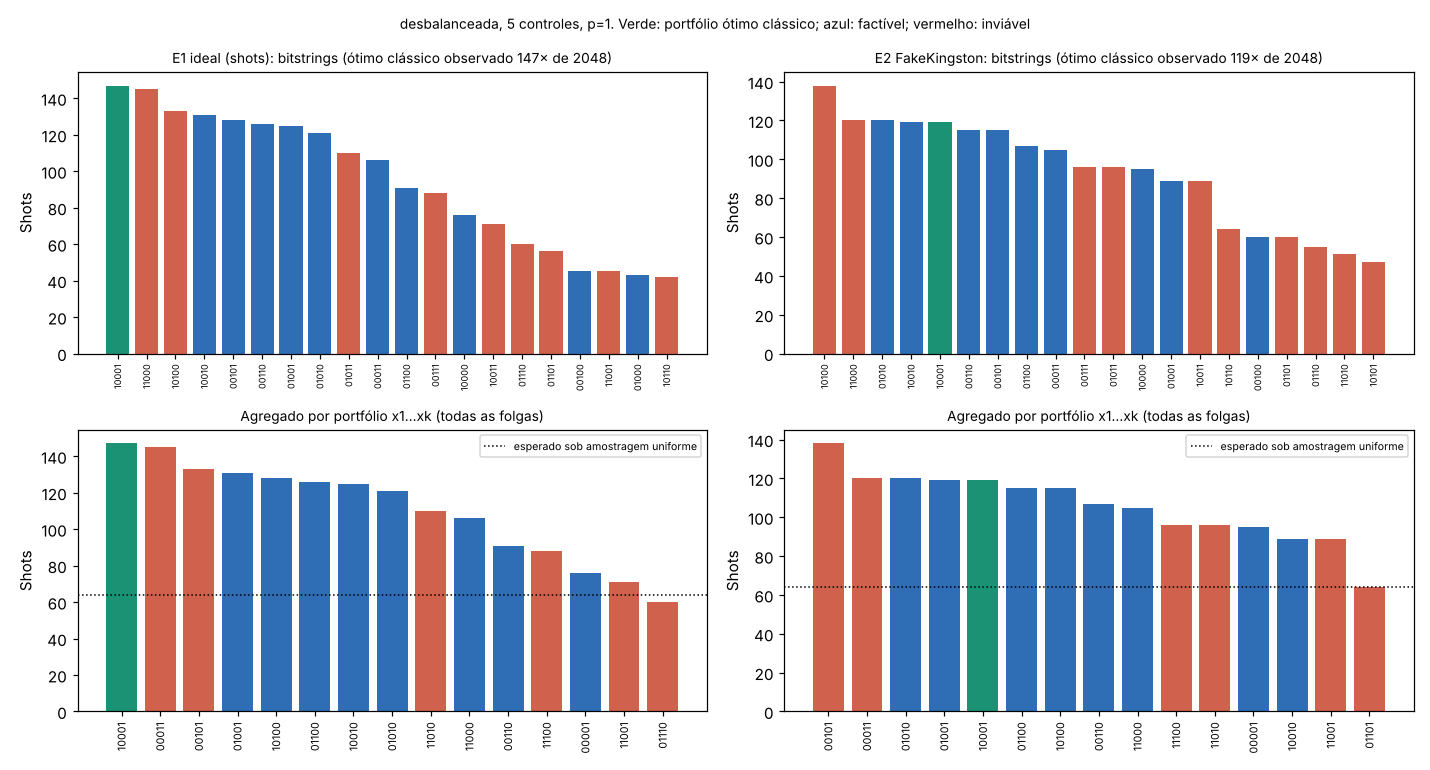 desbalanceada, 5 controles, p=1. Verde: portfólio ótimo clássico; azul: factível; vermelho: inviável
E1 ideal (shots): bitstrings (ótimo clássico observado 147× de 2048)
Shots
140
120
100
80
60
40
20
0
10001 11000 10100 10010 00101 00110 01001 01010 01011 00011 01100 00111 10000 10011 01110 01101 00100 11001 01000 10110
E2 FakeKingston: bitstrings (ótimo clássico observado 119× de 2048)
Shots
140
120
100
80
60
40
20
0
10100 11000 01010 10010 10001 00110 00101 01100 00011 00111 01011 10000 01001 10011 10110 00100 01101 01110 11010 10101
Agregado por portfólio x1...xk (todas as folgas)
esperado sob amostragem uniforme
Shots
140
120
100
80
60
40
20
0
10001 00011 00101 01001 10100 01100 10010 01010 11010 11000 00110 11100 00001 11001 01110
Agregado por portfólio x1...xk (todas as folgas)
esperado sob amostragem uniforme
Shots
140
120
100
80
60
40
20
0
00101 00011 01010 01001 10001 01100 10100 00110 11000 11100 11010 00001 10010 11001 01101